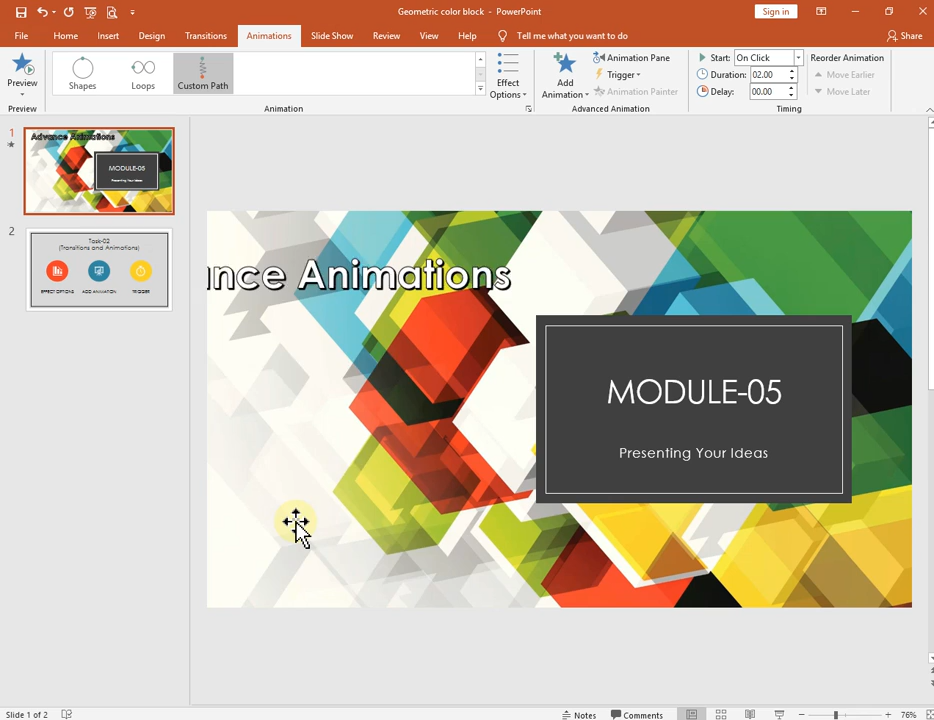 Geometric color block - PowerPoint
Sign in
File Home Insert Design Transitions Animations Slide Show Review View Help Tell me what you want to do Share
Preview
Shapes Loops Custom Path
Effect Options
Add Animation
Animation Pane
Trigger
Animation Painter
Start: On Click
Duration: 02.00
Delay: 00.00
Reorder Animation
Move Earlier
Move Later
Preview Animation Advanced Animation Timing
1
Advance Animations
MODULE-05
Presenting Your Ideas
2
Task-02
(Transitions and Animations)
EFFECT OPTIONS ADD ANIMATION TRIGGER
nce Animations
MODULE-05
Presenting Your Ideas
Slide 1 of 2
Notes Comments 76%